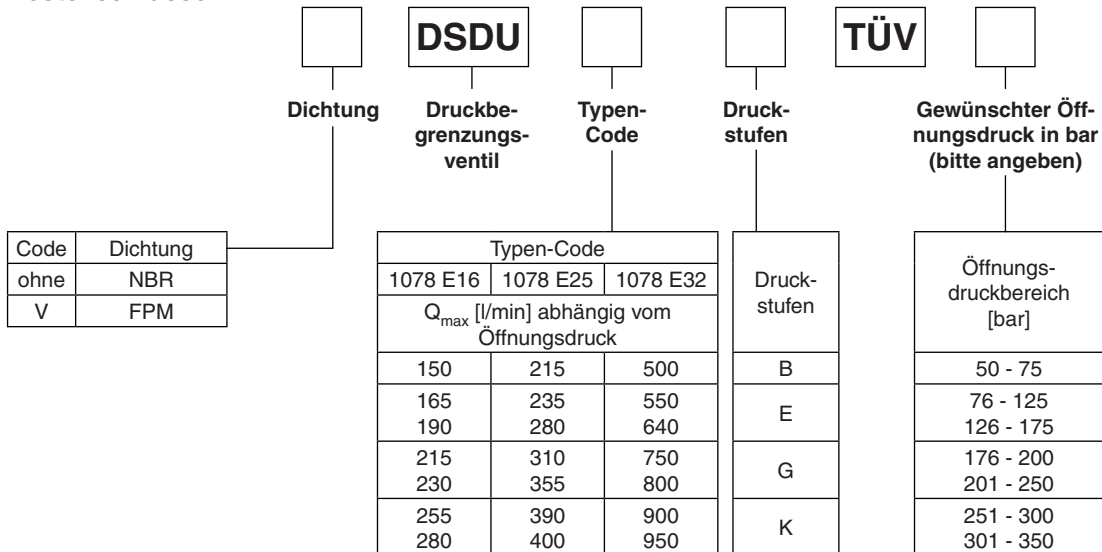 DSDU TÜV
Dichtung
Druckbe-
grenzungs-
ventil
Typen-
Code
Druck-
stufen
Gewünschter Öff-
nungsdruck in bar
(bitte angeben)
Code Dichtung
ohne NBR
V FPM
Typen-Code
1078 E16 1078 E25 1078 E32
Qmax [l/min] abhängig vom
Öffnungsdruck
Druck-
stufen
Öffnungs-
druckbereich
[bar]
150 215 500 B 50 - 75
165 235 550 E 76 - 125
190 280 640 126 - 175
215 310 750 G 176 - 200
230 355 800 201 - 250
255 390 900 K 251 - 300
280 400 950 301 - 350